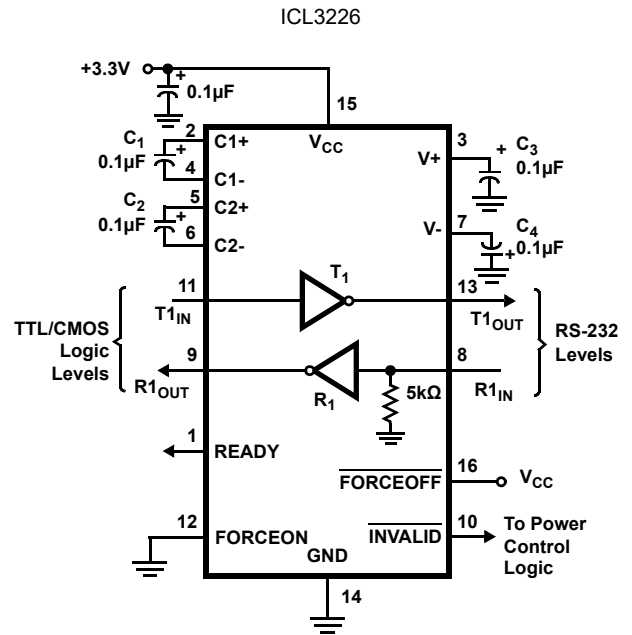 ICL3226
+3.3V
+
0.1µF
15
2
C1+
VCC
3
C1
0.1µF
+
4
C1-
V+
+
C3
0.1µF
C2
0.1µF
5
C2+
+
6
C2-
7
V-
C4
0.1µF
+
11
T1
13
T1IN
T1OUT
TTL/CMOS
Logic
Levels
RS-232
Levels
9
8
R1OUT
R1
5kΩ
R1IN
1
READY
16
FORCEOFF
VCC
12
FORCEON
INVALID
10
To Power
Control
Logic
GND
14